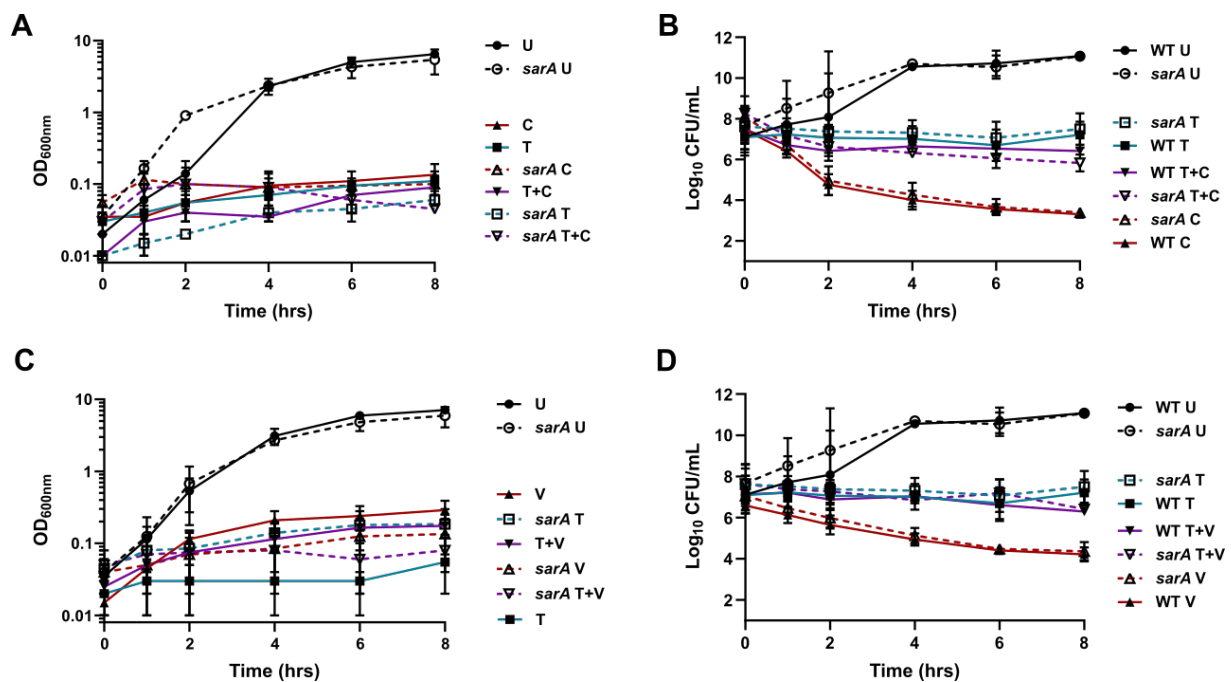 A
OD600nm
10
1
0.1
0.01
0
2
4
6
8
Time (hrs)
U
sarA U
C
T
sarA C
T+C
sarA T
sarA T+C
B
Log10 CFU/mL
12
10
8
6
4
2
0
2
4
6
8
Time (hrs)
WT U
sarA U
sarA T
WT T
WT T+C
sarA T+C
sarA C
WT C
C
OD600nm
10
1
0.1
0.01
0
2
4
6
8
Time (hrs)
U
sarA U
V
sarA T
T+V
sarA V
sarA T+V
T
D
Log10 CFU/mL
12
10
8
6
4
2
0
2
4
6
8
Time (hrs)
WT U
sarA U
sarA T
WT T
WT T+V
sarA T+V
sarA V
WT V